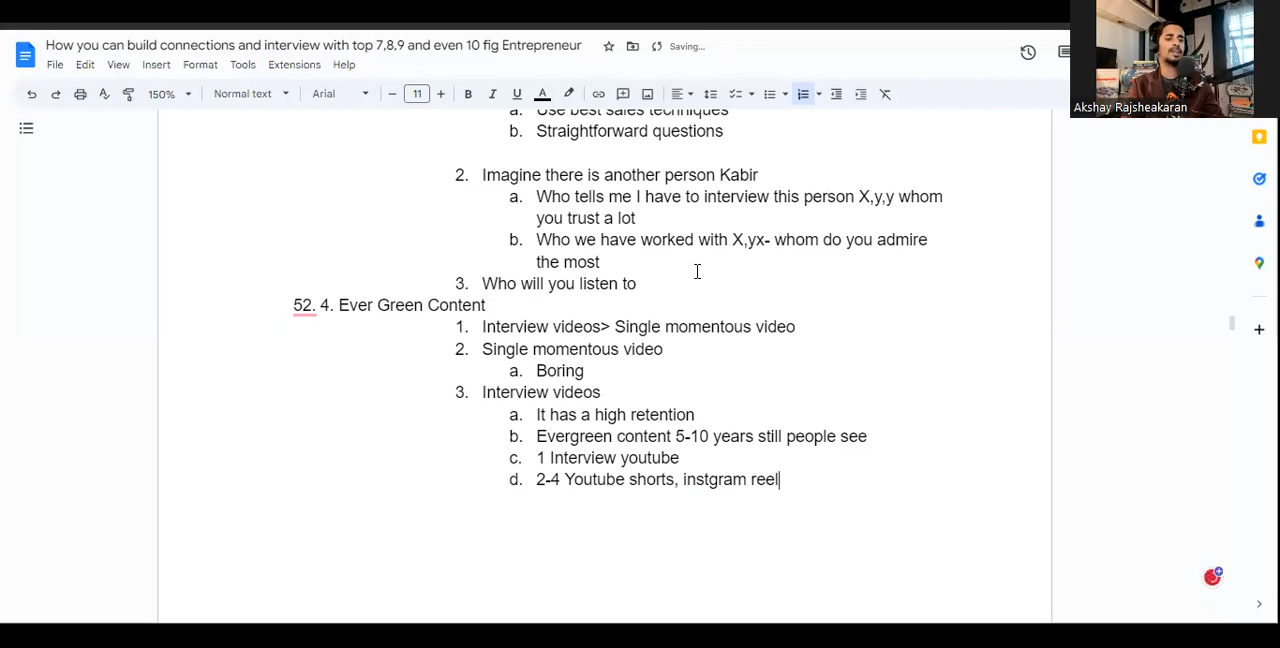 How you can build connections and interview with top 7,8,9 and even 10 fig Entrepreneur
Saving...
File Edit View Insert Format Tools Extensions Help
150% Normal text Arial 11
Akshay Rajsheakaran
a. Use best sales techniques
b. Straightforward questions
2. Imagine there is another person Kabir
a. Who tells me I have to interview this person X,y,y whom
you trust a lot
b. Who we have worked with X,yx- whom do you admire
the most
3. Who will you listen to
52. 4. Ever Green Content
1. Interview videos> Single momentous video
2. Single momentous video
a. Boring
3. Interview videos
a. It has a high retention
b. Evergreen content 5-10 years still people see
c. 1 Interview youtube
d. 2-4 Youtube shorts, instgram reel